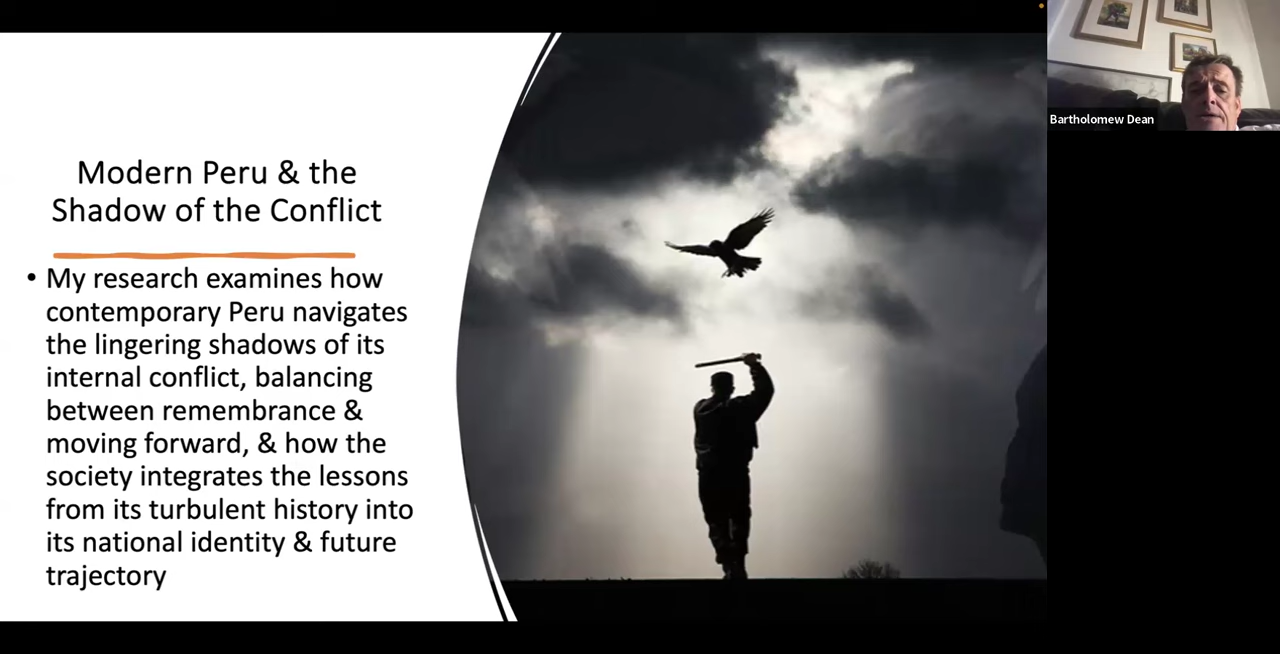 Modern Peru & the
Shadow of the Conflict
• My research examines how
contemporary Peru navigates
the lingering shadows of its
internal conflict, balancing
between remembrance &
moving forward, & how the
society integrates the lessons
from its turbulent history into
its national identity & future
trajectory
Bartholomew Dean